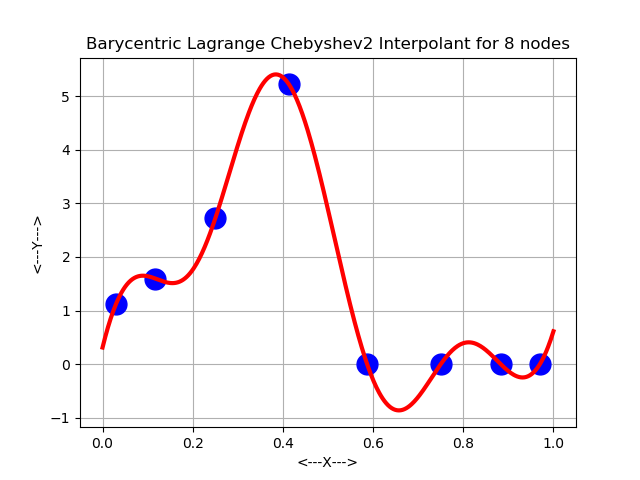 Barycentric Lagrange Chebyshev2 Interpolant for 8 nodes
5
4
3
2
1
0
−1
<---Y--->
0.0 0.2 0.4 0.6 0.8 1.0
<---X--->